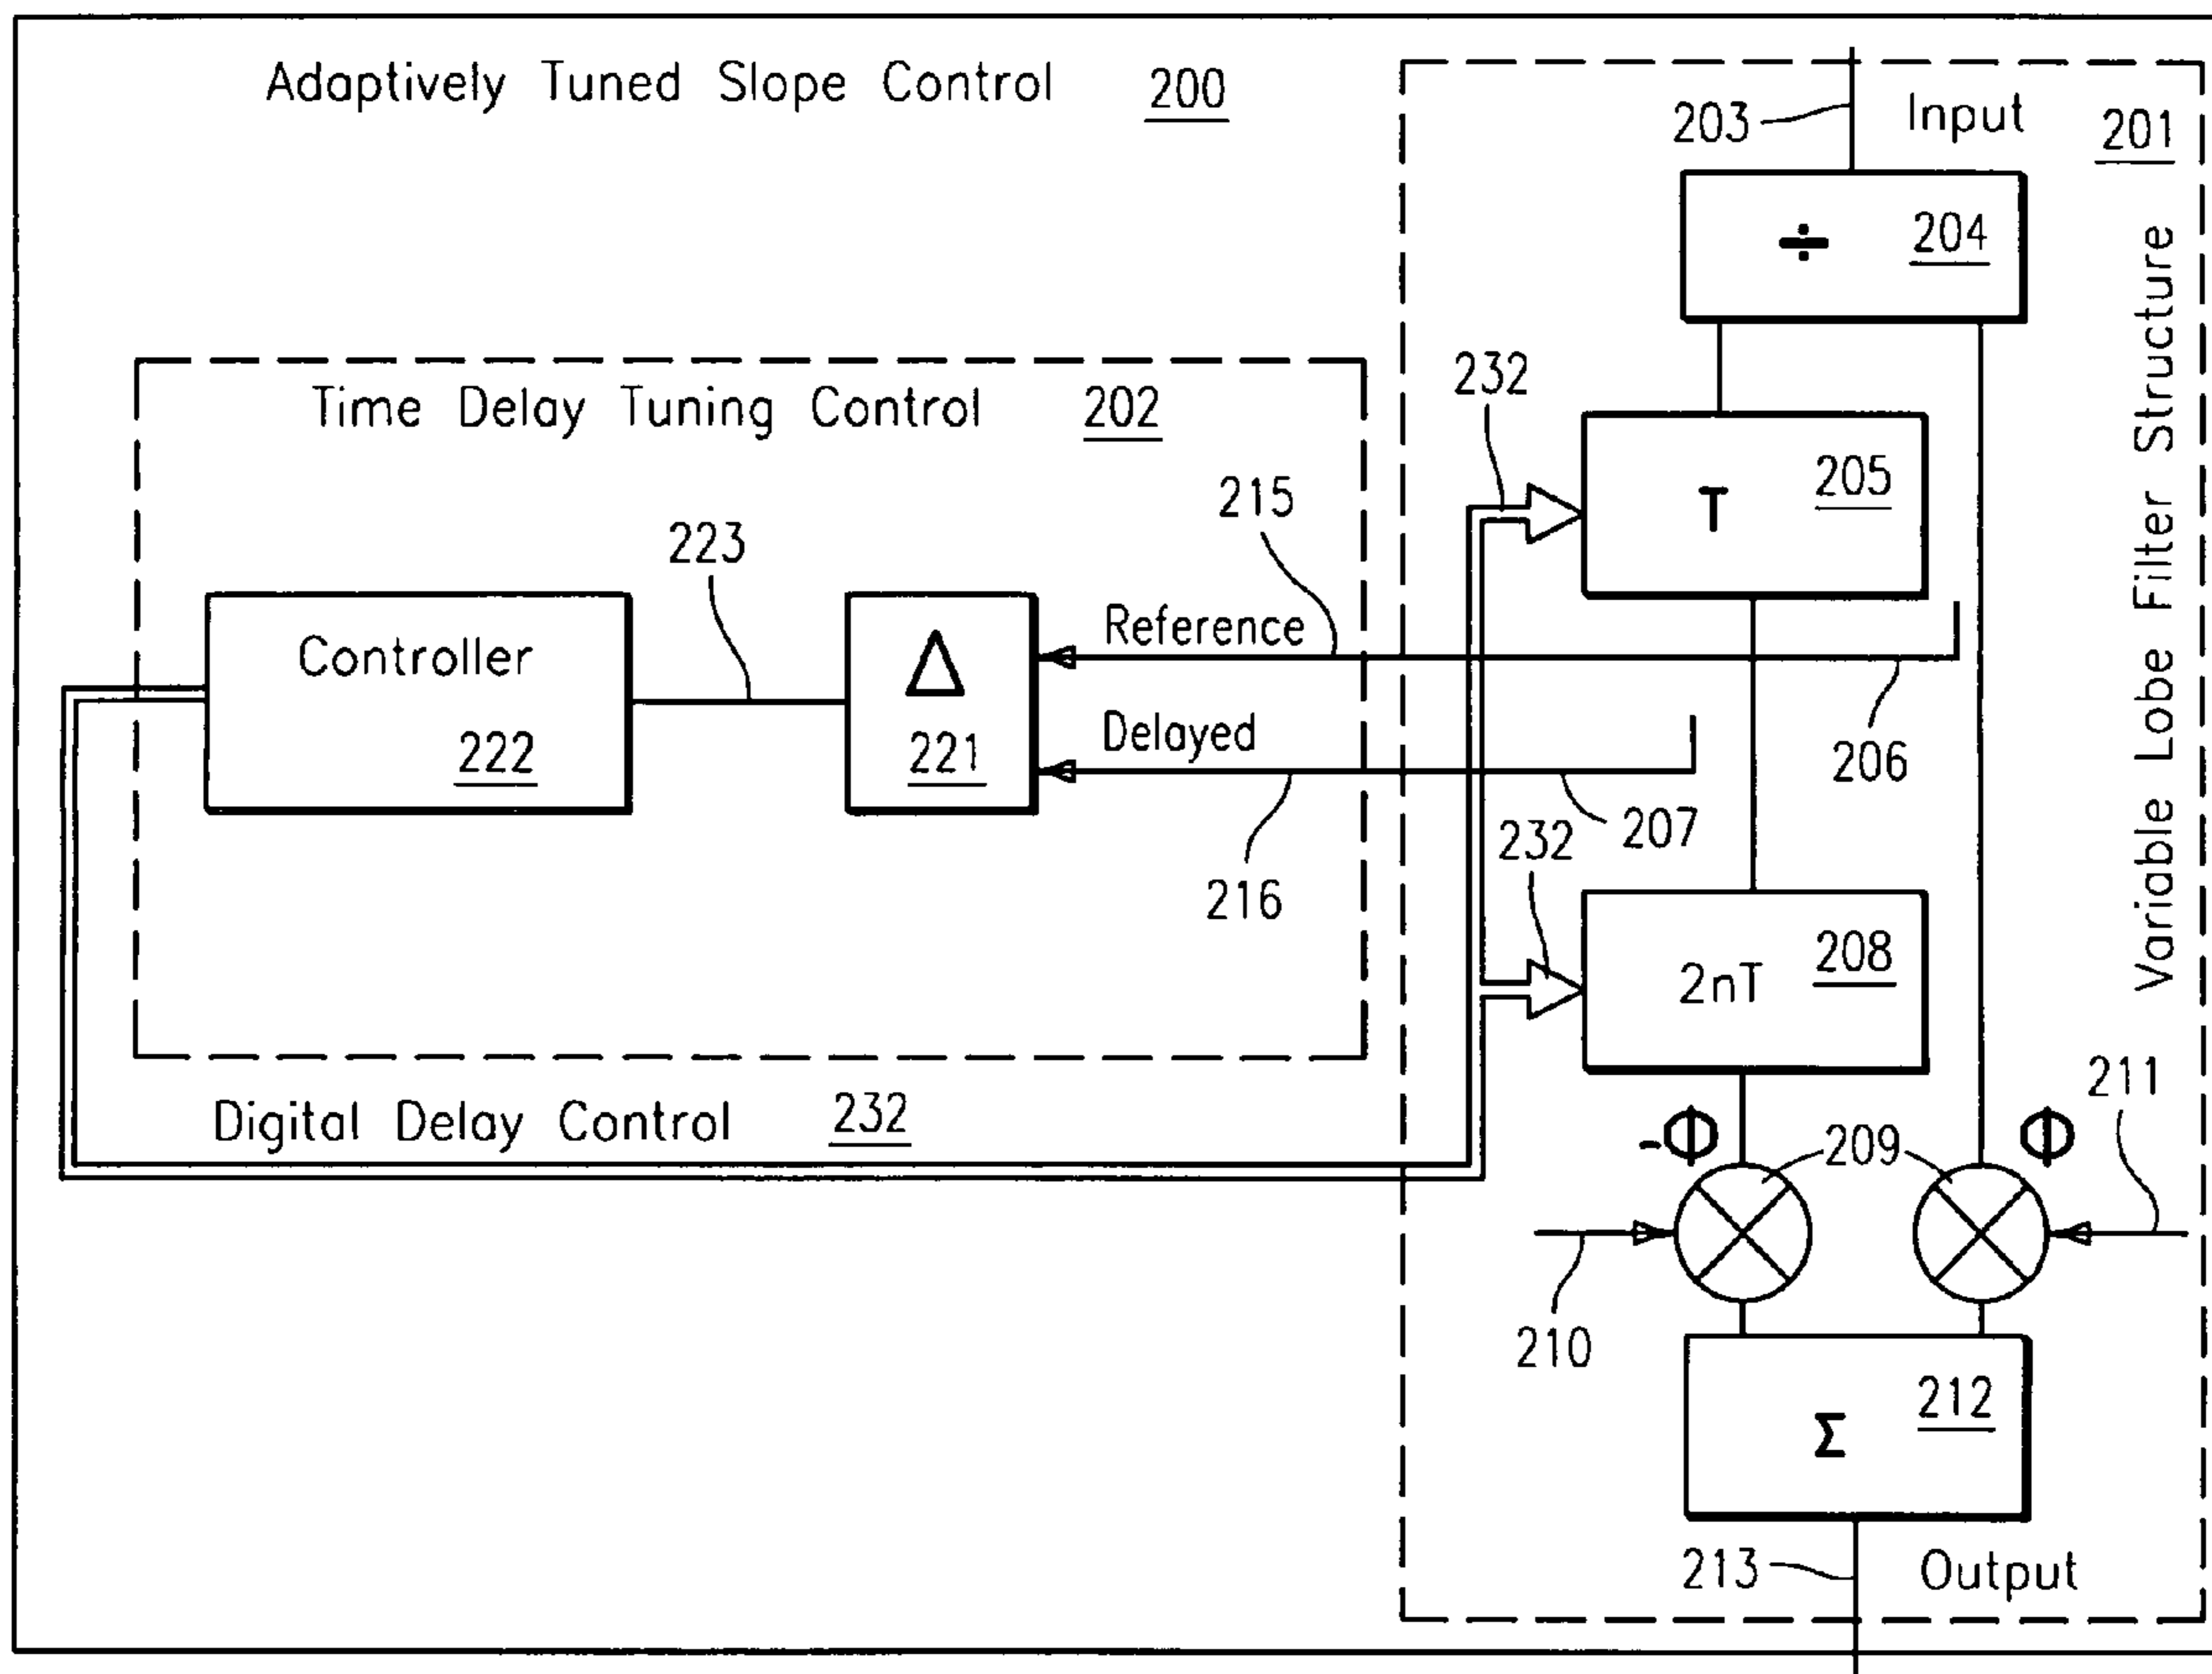 Adaptively Tuned Slope Control 200
203
Input
201
÷ 204
Variable Lobe Filter Structure
232
Time Delay Tuning Control 202
T 205
215
223
Reference
Controller
222
Δ
221
Delayed
206
207
232
216
2nT 208
211
Digital Delay Control 232
-Φ
209
Φ
210
Σ 212
213
Output